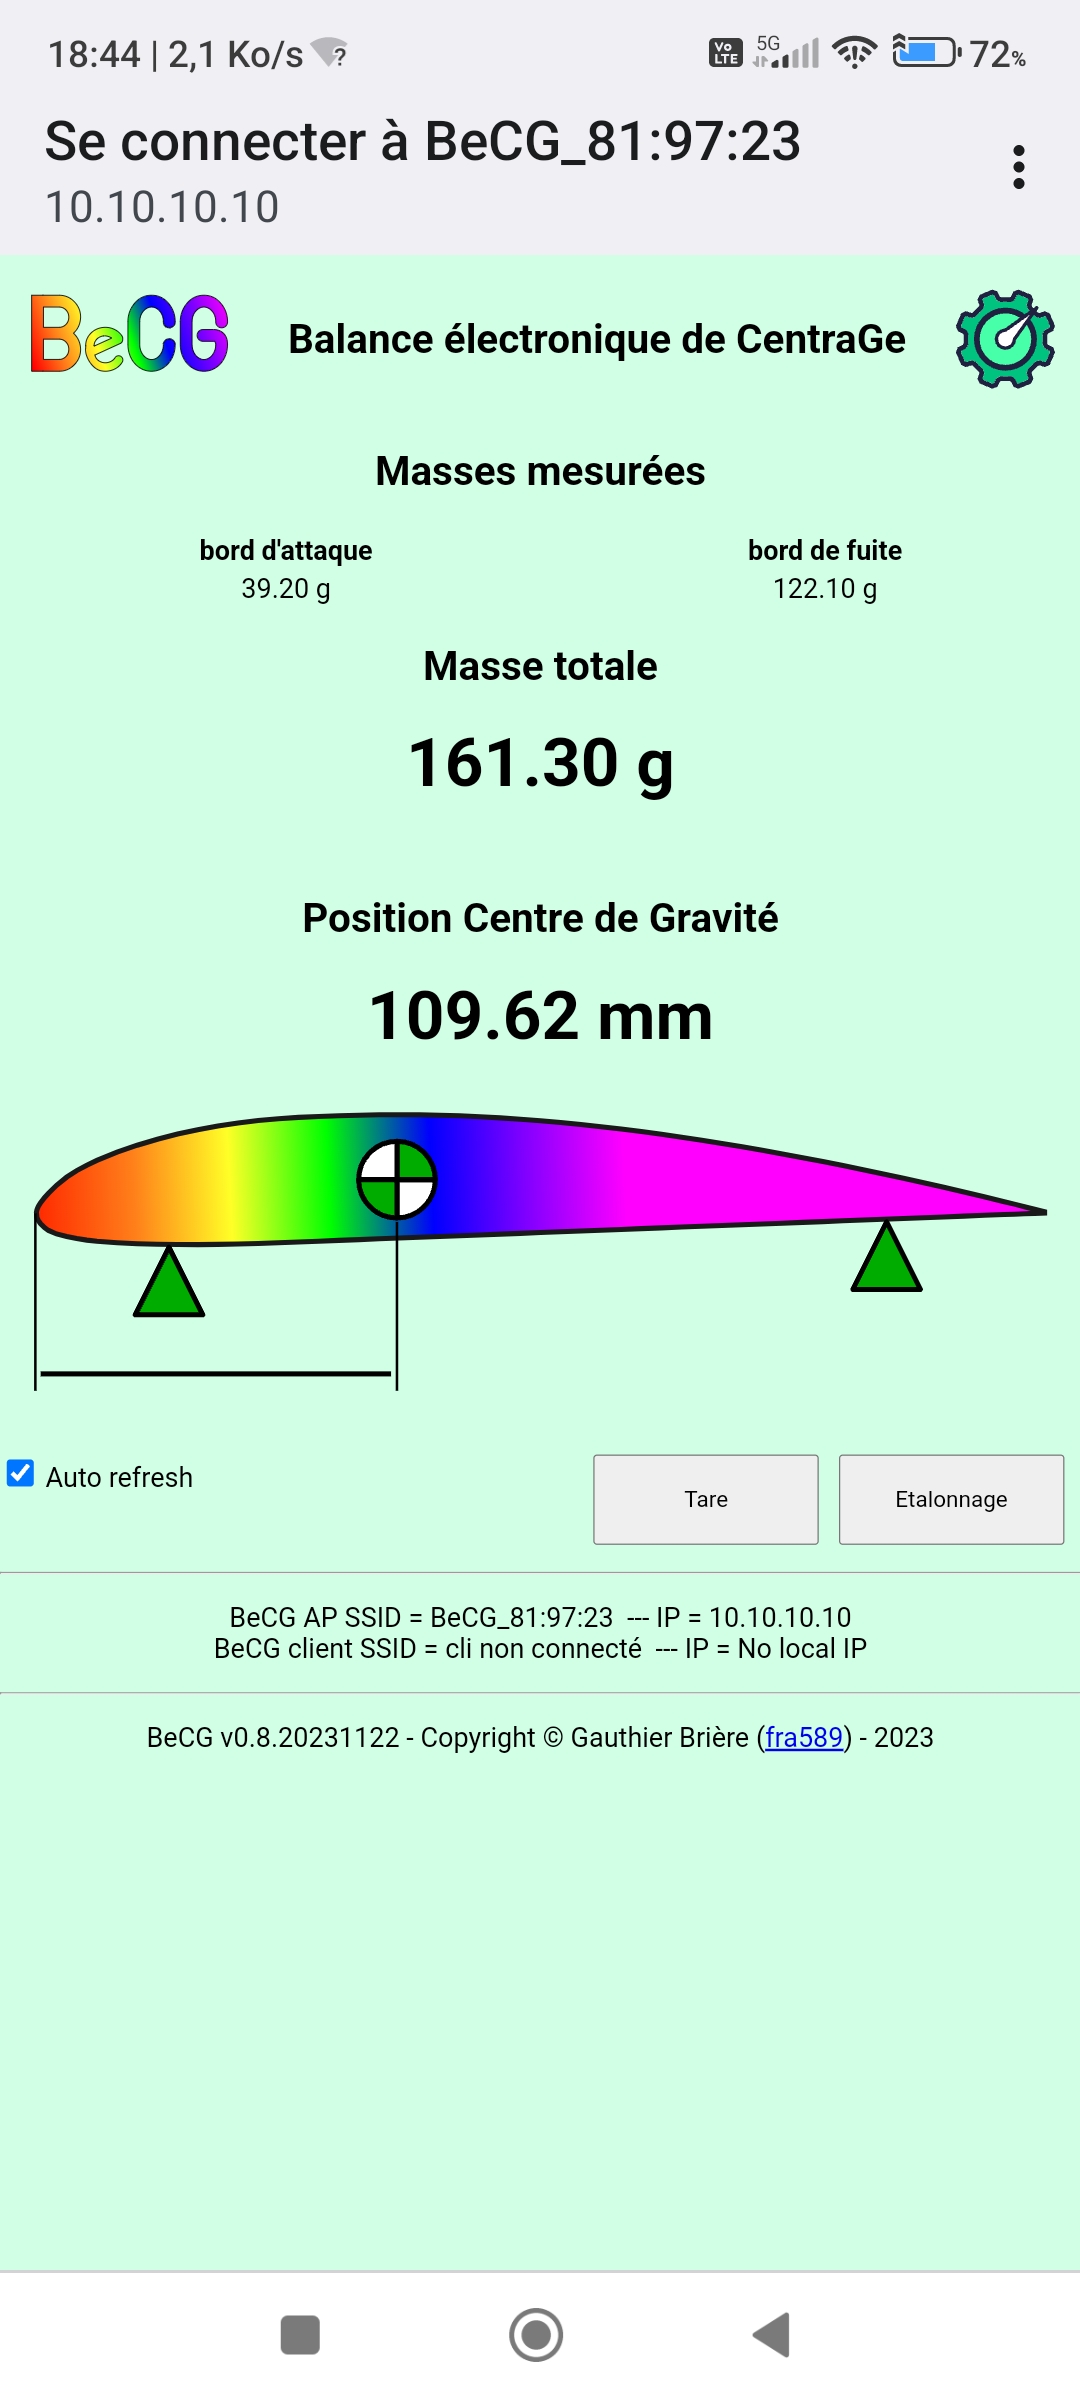 18:44 | 2,1 Ko/s ? Vo LTE 5G 72%
Se connecter à BeCG_81:97:23
10.10.10.10
BeCG
Balance électronique de CentraGe
Masses mesurées
bord d'attaque bord de fuite
39.20 g 122.10 g
Masse totale
161.30 g
Position Centre de Gravité
109.62 mm
Auto refresh Tare Etalonnage
BeCG AP SSID = BeCG_81:97:23 --- IP = 10.10.10.10
BeCG client SSID = cli non connecté --- IP = No local IP
BeCG v0.8.20231122 - Copyright © Gauthier Brière (fra589) - 2023